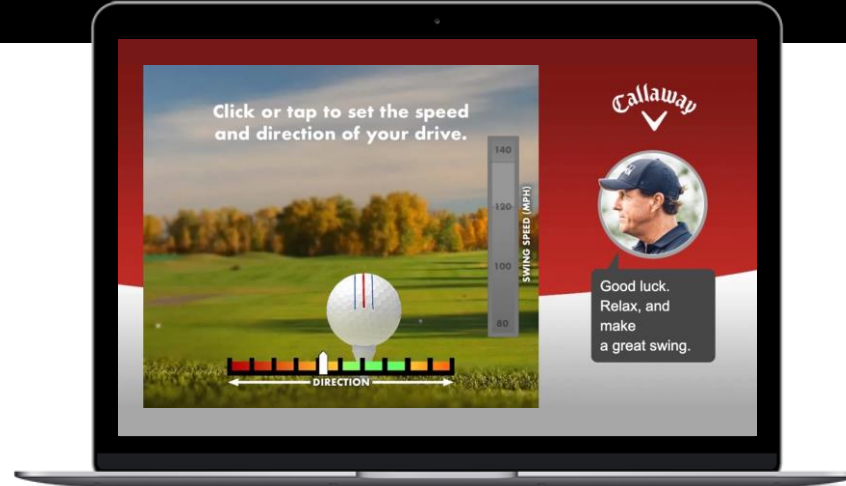 Click or tap to set the speed
and direction of your drive.
140
120
100
80
SWING SPEED (MPH)
DIRECTION
Callaway
Good luck.
Relax, and
make
a great swing.